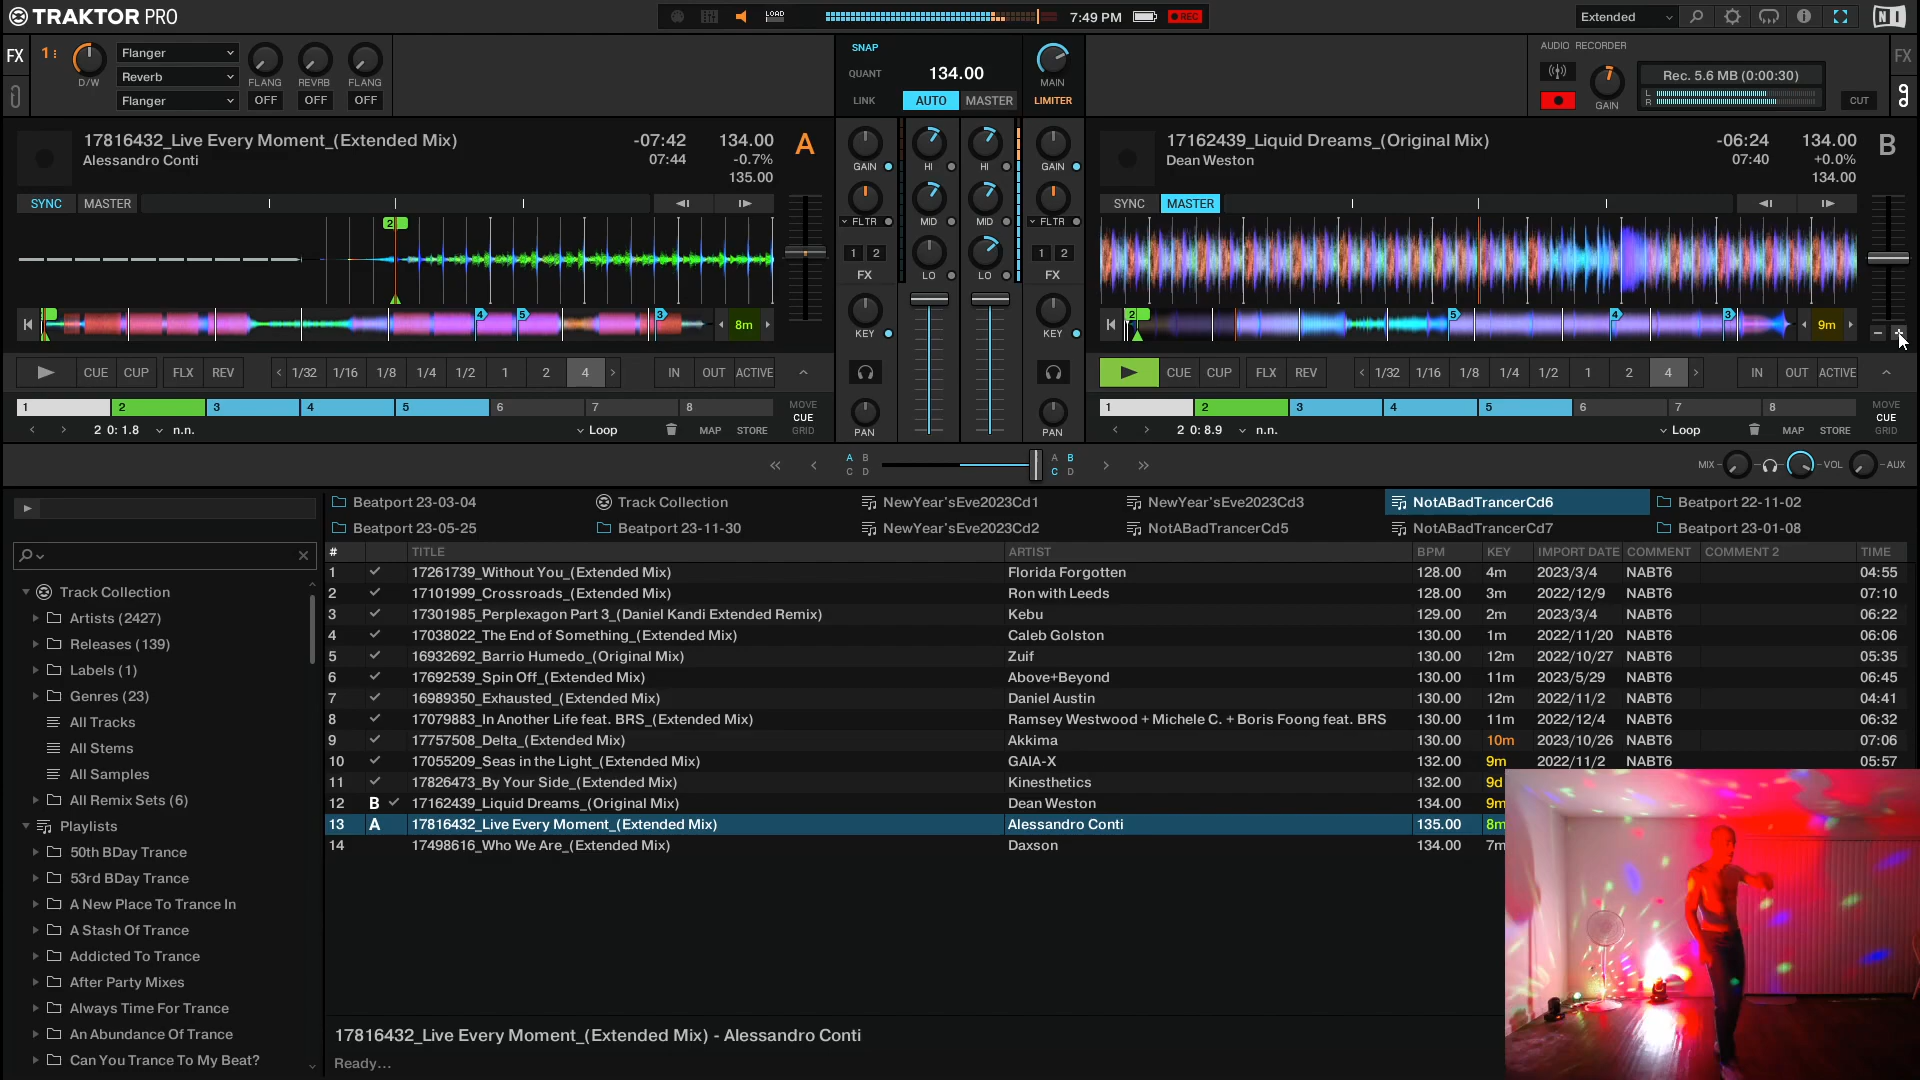 TRAKTOR PRO
LOAD
7:49 PM
REC
Extended
NI
FX
1
D/W
Flanger
Reverb
Flanger
FLANG
REVRB
FLANG
OFF
OFF
OFF
SNAP
QUANT
LINK
134.00
AUTO
MASTER
MAIN
LIMITER
AUDIO RECORDER
GAIN
Rec. 5.6 MB (0:00:30)
L
R
CUT
FX
17816432_Live Every Moment_(Extended Mix)
Alessandro Conti
-07:42
07:44
134.00
-0.7%
135.00
A
SYNC
MASTER
2
4
5
3
8m
CUE
CUP
FLX
REV
1/32
1/16
1/8
1/4
1/2
1
2
4
IN
OUT
ACTIVE
1
2
3
4
5
6
7
8
MOVE
CUE
GRID
2 0: 1.8
n.n.
Loop
MAP
STORE
GAIN
HI
HI
GAIN
FLTR
MID
MID
FLTR
1 2
FX
LO
LO
1 2
FX
KEY
KEY
PAN
PAN
17162439_Liquid Dreams_(Original Mix)
Dean Weston
-06:24
07:40
134.00
+0.0%
134.00
B
SYNC
MASTER
2
5
4
3
9m
CUE
CUP
FLX
REV
1/32
1/16
1/8
1/4
1/2
1
2
4
IN
OUT
ACTIVE
1
2
3
4
5
6
7
8
MOVE
CUE
GRID
2 0: 8.9
n.n.
Loop
MAP
STORE
A B
C D
A B
C D
MIX
VOL
AUX
Beatport 23-03-04
Track Collection
NewYear'sEve2023Cd1
NewYear'sEve2023Cd3
NotABadTrancerCd6
Beatport 22-11-02
Beatport 23-05-25
Beatport 23-11-30
NewYear'sEve2023Cd2
NotABadTrancerCd5
NotABadTrancerCd7
Beatport 23-01-08
Track Collection
Artists (2427)
Releases (139)
Labels (1)
Genres (23)
All Tracks
All Stems
All Samples
All Remix Sets (6)
Playlists
50th BDay Trance
53rd BDay Trance
A New Place To Trance In
A Stash Of Trance
Addicted To Trance
After Party Mixes
Always Time For Trance
An Abundance Of Trance
Can You Trance To My Beat?
# TITLE ARTIST BPM KEY IMPORT DATE COMMENT COMMENT 2 TIME
1 17261739_Without You_(Extended Mix) Florida Forgotten 128.00 4m 2023/3/4 NABT6 04:55
2 17101999_Crossroads_(Extended Mix) Ron with Leeds 128.00 3m 2022/12/9 NABT6 07:10
3 17301985_Perplexagon Part 3_(Daniel Kandi Extended Remix) Kebu 129.00 2m 2023/3/4 NABT6 06:22
4 17038022_The End of Something_(Extended Mix) Caleb Golston 130.00 1m 2022/11/20 NABT6 06:06
5 16932692_Barrio Humedo_(Original Mix) Zuif 130.00 12m 2022/10/27 NABT6 05:35
6 17692539_Spin Off_(Extended Mix) Above+Beyond 130.00 11m 2023/5/29 NABT6 06:45
7 16989350_Exhausted_(Extended Mix) Daniel Austin 130.00 12m 2022/11/2 NABT6 04:41
8 17079883_In Another Life feat. BRS_(Extended Mix) Ramsey Westwood + Michele C. + Boris Foong feat. BRS 130.00 11m 2022/12/4 NABT6 06:32
9 17757508_Delta_(Extended Mix) Akkima 130.00 10m 2023/10/26 NABT6 07:06
10 17055209_Seas in the Light_(Extended Mix) GAIA-X 132.00 9m 2022/11/2 NABT6 05:57
11 17826473_By Your Side_(Extended Mix) Kinesthetics 132.00 9d
12 B 17162439_Liquid Dreams_(Original Mix) Dean Weston 134.00 9m
13 A 17816432_Live Every Moment_(Extended Mix) Alessandro Conti 135.00 8m
14 17498616_Who We Are_(Extended Mix) Daxson 134.00 7m
17816432_Live Every Moment_(Extended Mix) - Alessandro Conti
Ready...